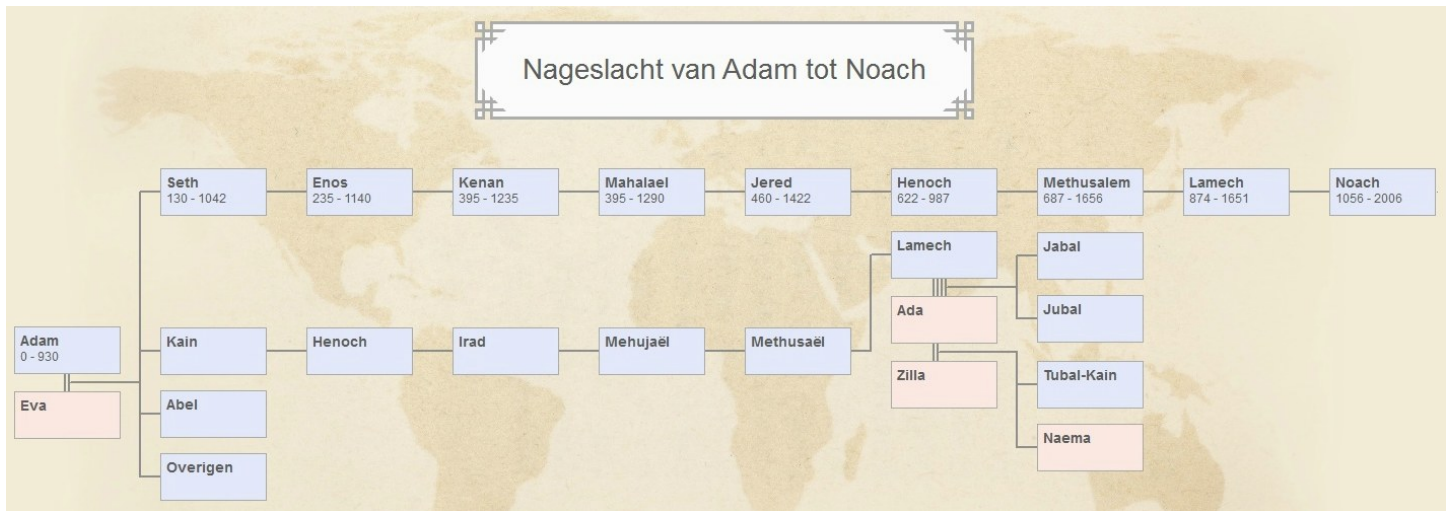 Nageslacht van Adam tot Noach
Seth
130 - 1042
Enos
235 - 1140
Kenan
395 - 1235
Mahalael
395 - 1290
Jered
460 - 1422
Henoch
622 - 987
Methusalem
687 - 1656
Lamech
874 - 1651
Noach
1056 - 2006
Lamech
Jabal
Ada
Jubal
Adam
0 - 930
Kain
Henoch
Irad
Mehujaël
Methusaël
Zilla
Tubal-Kain
Eva
Abel
Naema
Overigen